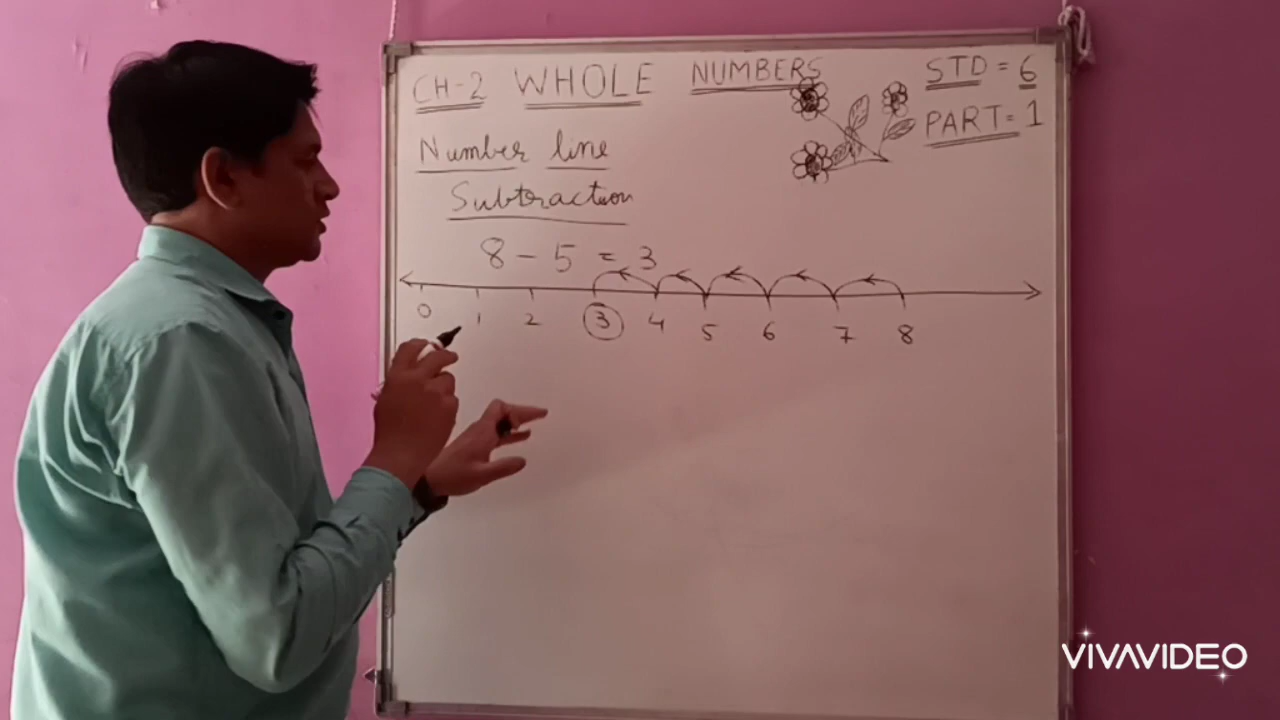 CH-2 WHOLE NUMBERS
STD = 6
PART = 1
Number line
Subtraction
8 - 5 = 3
0 1 2 3 4 5 6 7 8
VIVAVIDEO